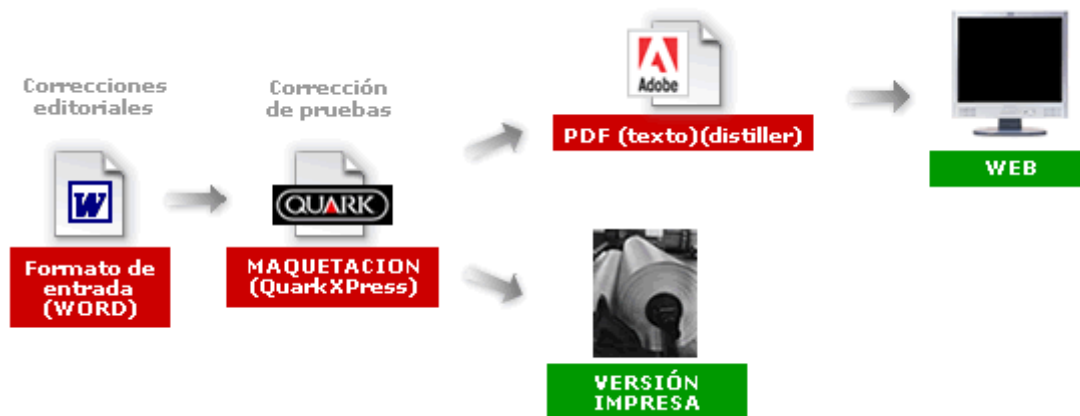 Correcciones
editoriales
W
Formato de
entrada
(WORD)
Corrección
de pruebas
QUARK
MAQUETACION
(QuarkXPress)
Adobe
PDF (texto)(distiller)
WEB
VERSIÓN
IMPRESA